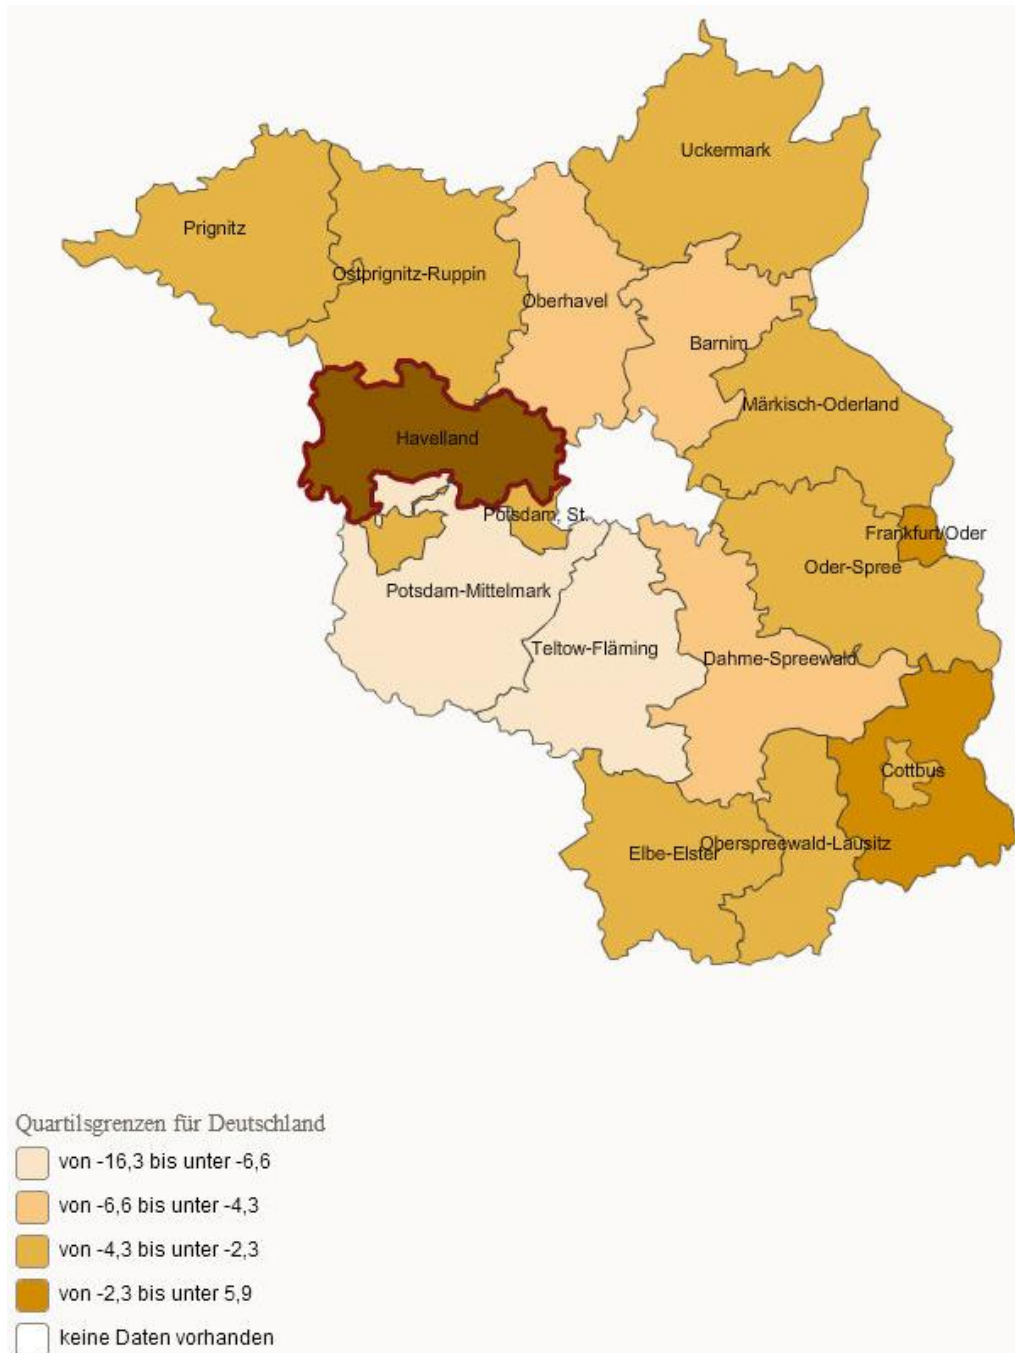 Uckermark
Prignitz
Ostprignitz-Ruppin
Oberhavel
Barnim
Märkisch-Oderland
Havelland
Potsdam, St.
Frankfurt/Oder
Oder-Spree
Potsdam-Mittelmark
Teltow-Fläming
Dahme-Spreewald
Cottbus
Oberspreewald-Lausitz
Elbe-Elster
Quartilsgrenzen für Deutschland
von -16,3 bis unter -6,6
von -6,6 bis unter -4,3
von -4,3 bis unter -2,3
von -2,3 bis unter 5,9
keine Daten vorhanden